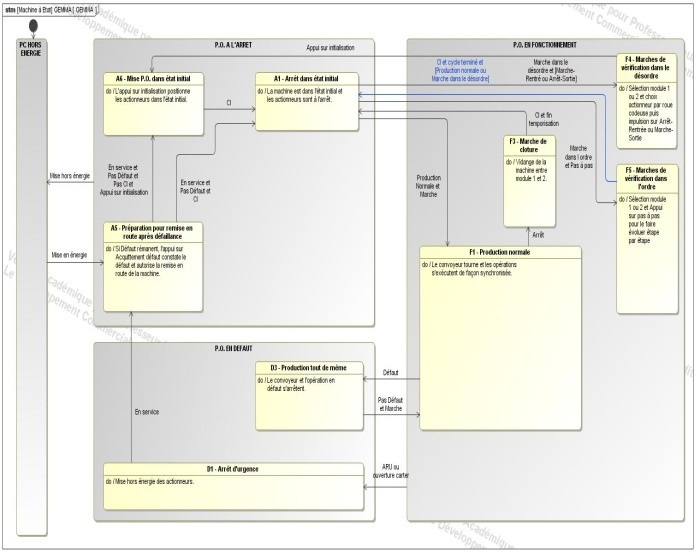 stm [Machine à Etat] GEMMA [ GEMMA ]
PC HORS
ENERGIE
P.O. A L'ARRET
Appui sur initialisation
P.O. EN FONCTIONNEMENT
A6 - Mise P.O. dans état initial
do / L'appui sur initialisation positionne
les actionneurs dans l'état initial.
CI
A1 - Arrêt dans état initial
do / La machine est dans l'état initial et
les actionneurs sont à l'arrêt.
CI et cycle terminé et
[Production normale ou
Marche dans le désordre]
Marche dans le
désordre et [Marche-
Rentré ou Arrêt-Sortie]
F4 - Marches de
vérification dans le
désordre
do / Sélection module 1
ou 2 et choix
actionneur par roue
codeuse puis
impulsion sur Arrêt-
Rentrée ou Marche-
Sortie
CI et fin
temporisation
F3 - Marche de
cloture
do / Vidange de la
machine entre
module 1 et 2.
Marche
dans l ordre
et Pas à pas
F5 - Marches de
vérification dans
l'ordre
do / Sélection module
1 ou 2 et Appui
sur pas à pas
pour le faire
évoluer étape
par étape
Mise hors énergie
En service et
Pas Défaut et
Pas CI et
Appui sur initialisation
En service et
Pas Défaut et
CI
Production
Normale et
Marche
Arrêt
A5 - Préparation pour remise en
route après défaillance
do / Si Défaut rémanent, l'appui sur
Acquittement défaut constate le
défaut et autorise la remise en
route de la machine.
Mise en énergie
F1 - Production normale
do / Le convoyeur tourne et les opérations
s'exécutent de façon synchronisée.
P.O. EN DEFAUT
D3 - Production tout de même
do / Le convoyeur et l'opération en
défaut s'arrêtent.
Défaut
Pas Défaut
et Marche
En service
D1 - Arrêt d'urgence
do / Mise hors énergie des actionneurs.
ARU ou
ouverture carter